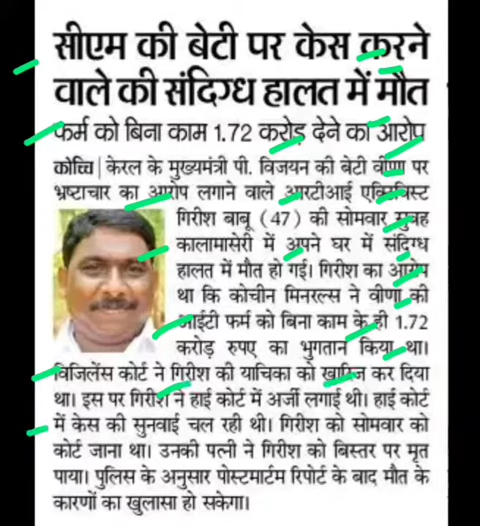 सीएम की बेटी पर केस करने
वाले की संदिग्ध हालत में मौत
फर्म को बिना काम 1.72 करोड़ देने का आरोप
कोच्चि | केरल के मुख्यमंत्री पी. विजयन की बेटी वीणा पर
भ्रष्टाचार का आरोप लगाने वाले आरटीआई एक्टिविस्ट
गिरीश बाबू (47) की सोमवार सुबह
कालामासेरी में अपने घर में संदिग्ध
हालत में मौत हो गई। गिरीश का आरोप
था कि कोचीन मिनरल्स ने वीणा की
आईटी फर्म को बिना काम के ही 1.72
करोड़ रुपए का भुगतान किया था।
विजिलेंस कोर्ट ने गिरीश की याचिका को खारिज कर दिया
था। इस पर गिरीश ने हाई कोर्ट में अर्जी लगाई थी। हाई कोर्ट
में केस की सुनवाई चल रही थी। गिरीश को सोमवार को
कोर्ट जाना था। उनकी पत्नी ने गिरीश को बिस्तर पर मृत
पाया। पुलिस के अनुसार पोस्टमार्टम रिपोर्ट के बाद मौत के
कारणों का खुलासा हो सकेगा।